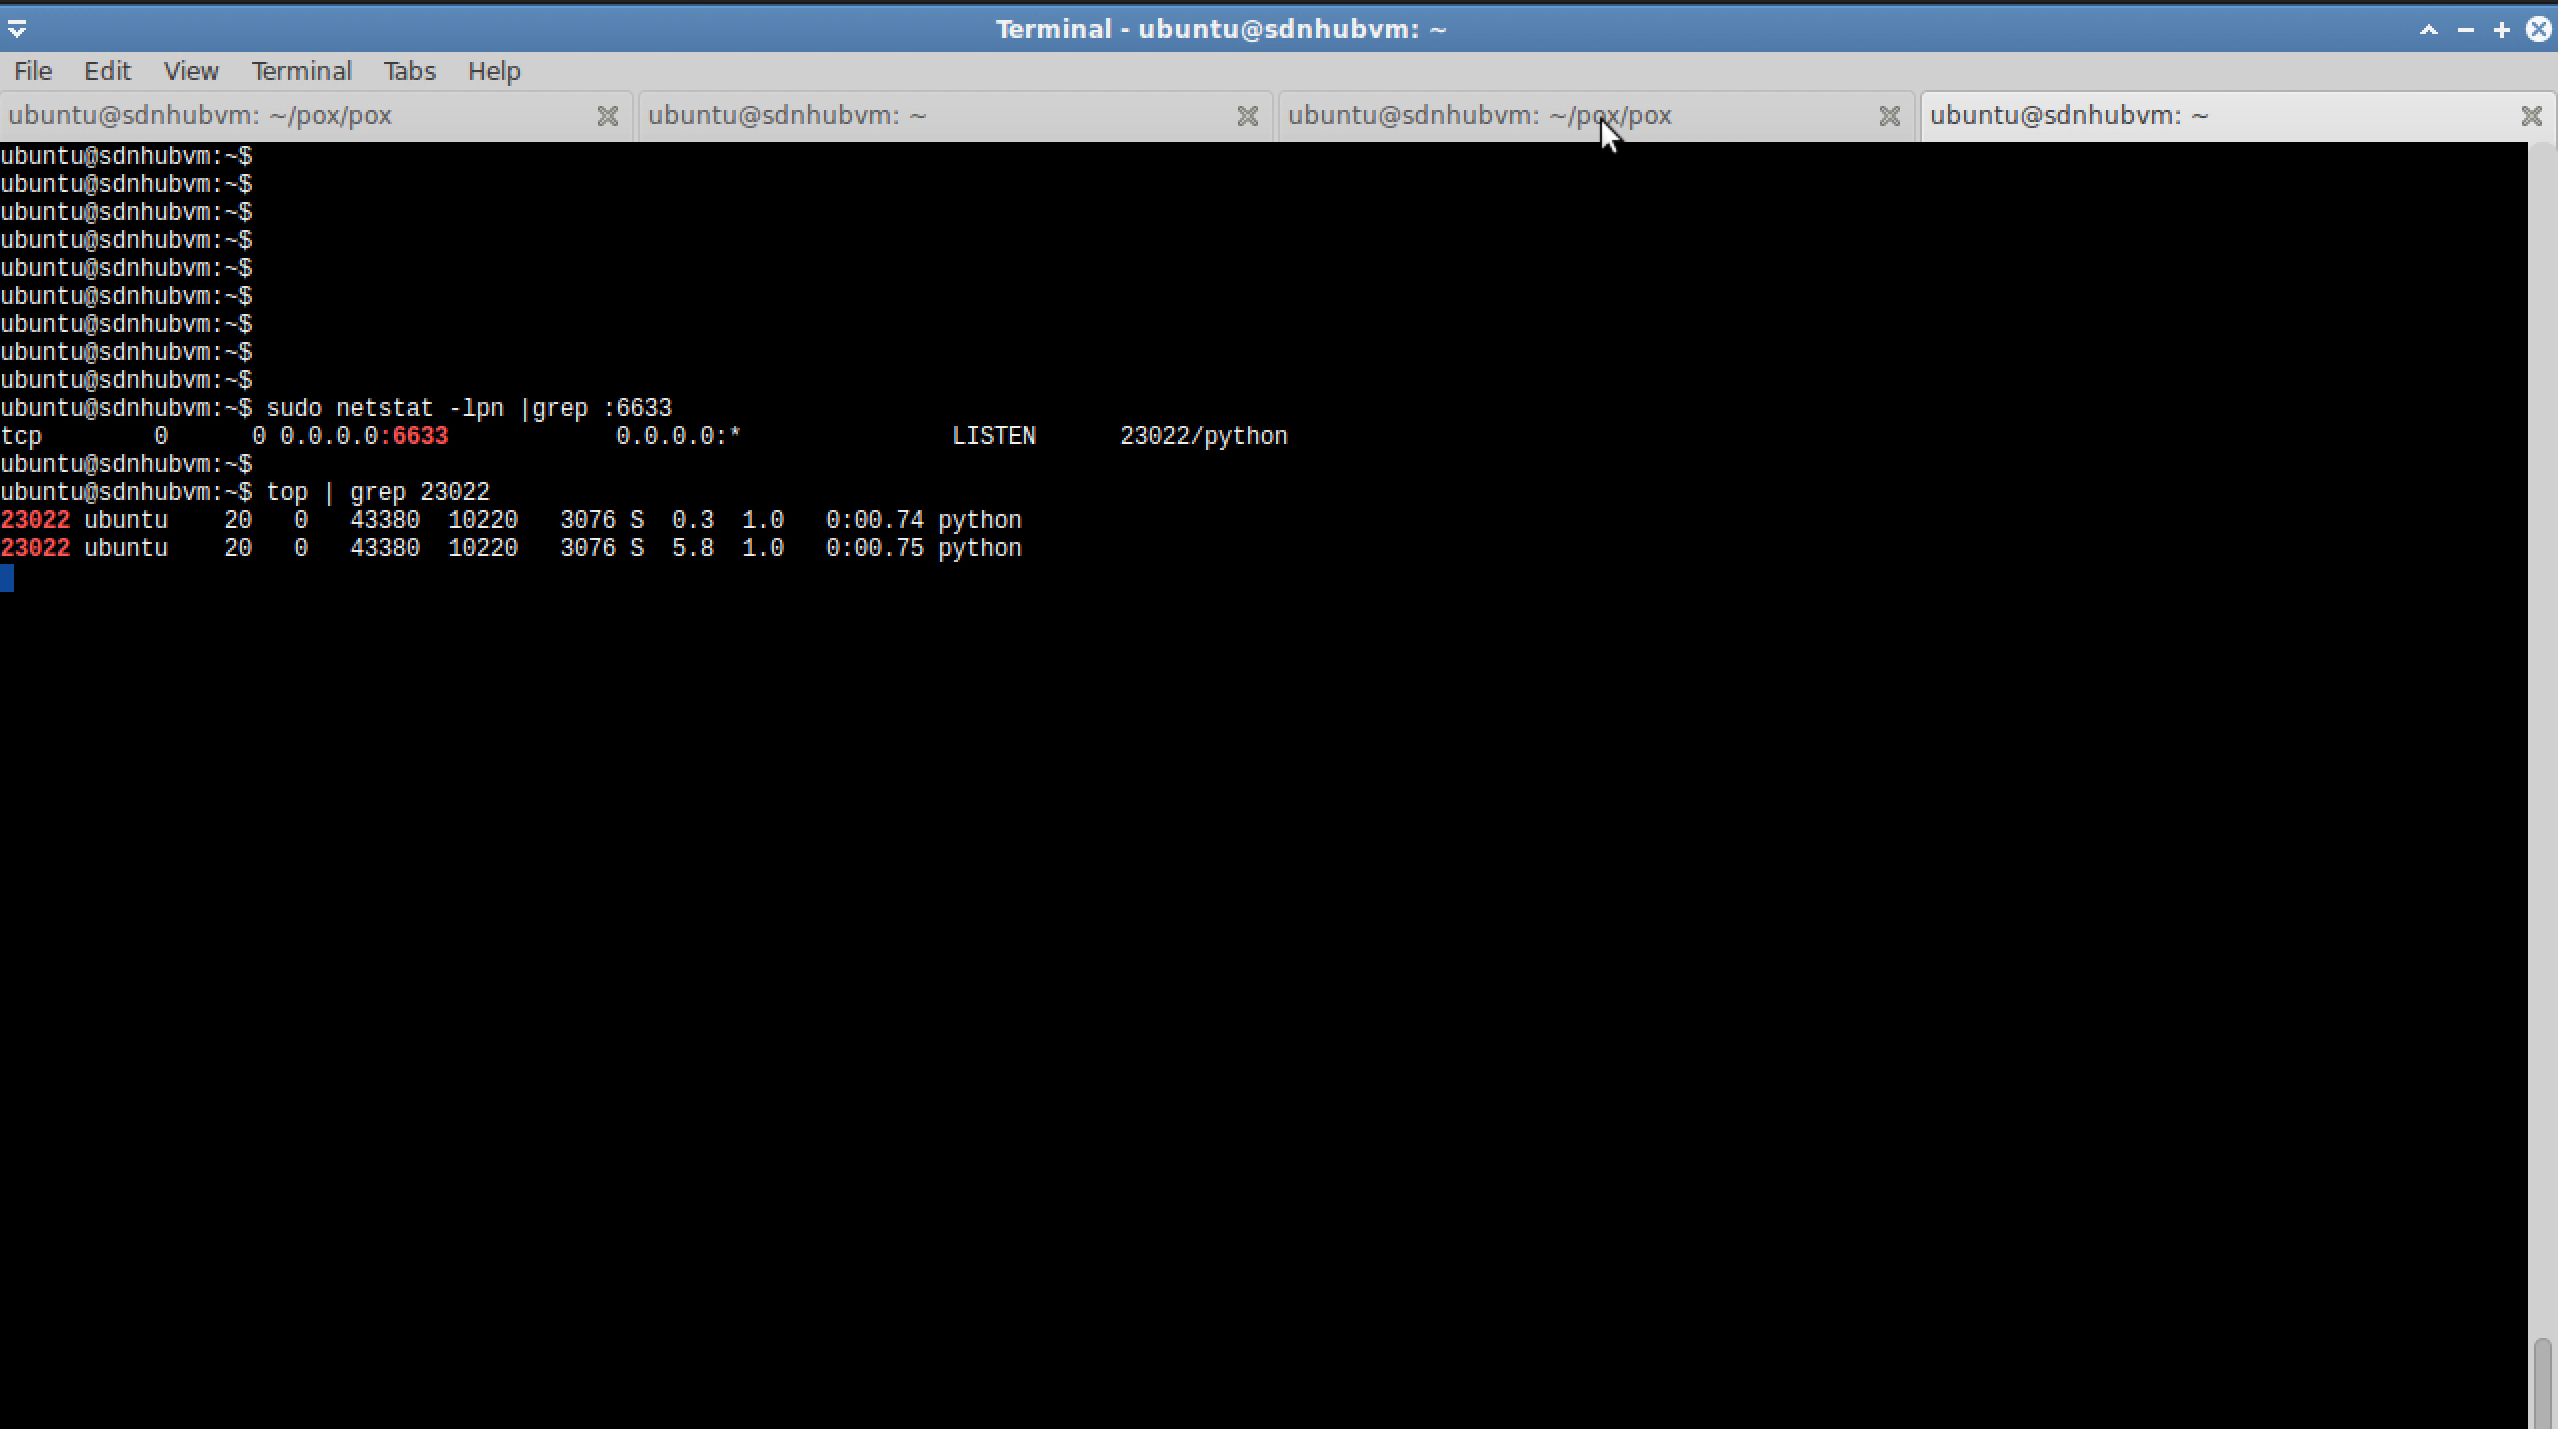 Terminal - ubuntu@sdnhubvm: ~
File Edit View Terminal Tabs Help
ubuntu@sdnhubvm: ~/pox/pox ubuntu@sdnhubvm: ~ ubuntu@sdnhubvm: ~/pox/pox ubuntu@sdnhubvm: ~
ubuntu@sdnhubvm:~$
ubuntu@sdnhubvm:~$
ubuntu@sdnhubvm:~$
ubuntu@sdnhubvm:~$
ubuntu@sdnhubvm:~$
ubuntu@sdnhubvm:~$
ubuntu@sdnhubvm:~$
ubuntu@sdnhubvm:~$
ubuntu@sdnhubvm:~$
ubuntu@sdnhubvm:~$ sudo netstat -lpn |grep :6633
tcp        0      0 0.0.0.0:6633            0.0.0.0:*               LISTEN      23022/python
ubuntu@sdnhubvm:~$
ubuntu@sdnhubvm:~$ top | grep 23022
23022 ubuntu    20   0   43380  10220   3076 S  0.3  1.0   0:00.74 python
23022 ubuntu    20   0   43380  10220   3076 S  5.8  1.0   0:00.75 python